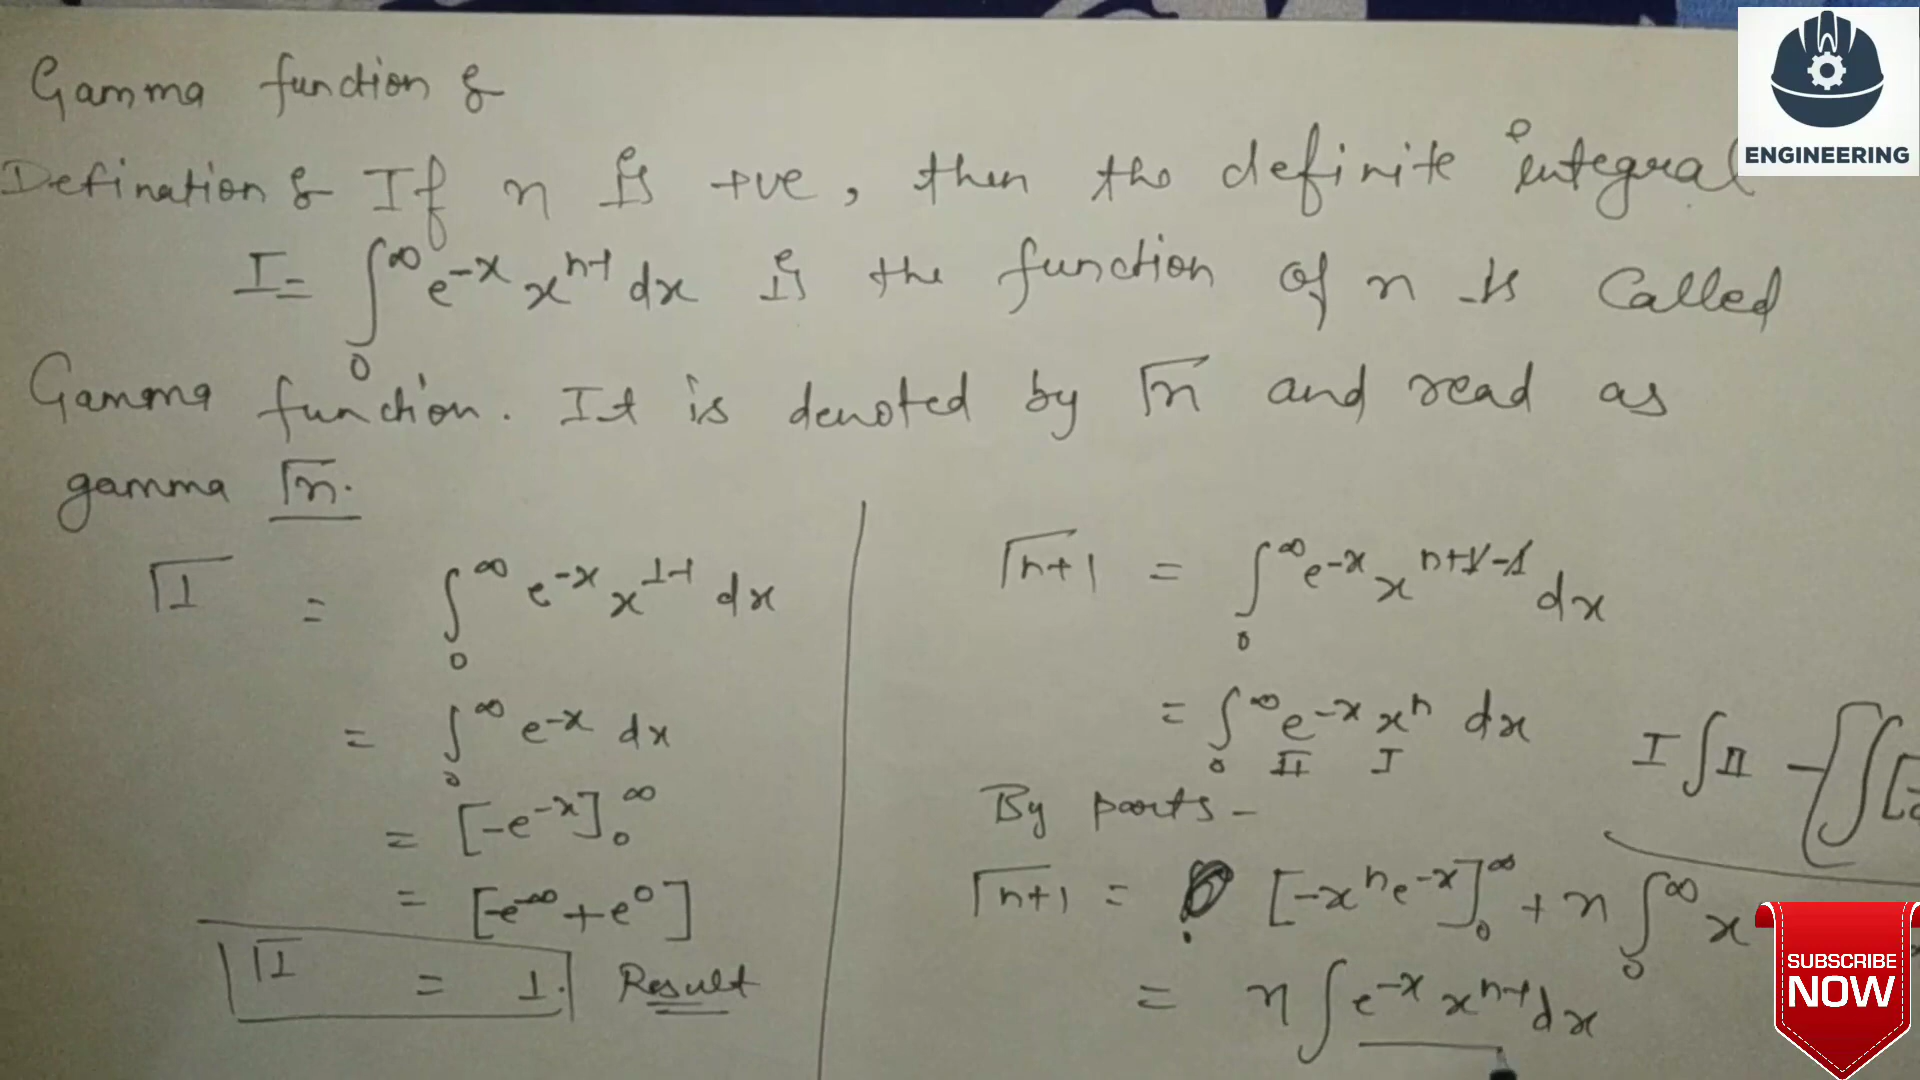 Gamma function :-
Defination :- If n is +ve, then the definite integral
I = ∫₀^∞ e^-x x^n-1 dx is the function of n is called
Gamma function. It is denoted by Γn and read as
gamma Γn.
Γ1 = ∫₀^∞ e^-x x^1-1 dx
= ∫₀^∞ e^-x dx
= [-e^-x]₀^∞
= [-e^-∞ + e^0]
Γ1 = 1. Result
Γn+1 = ∫₀^∞ e^-x x^n+1-1 dx
= ∫₀^∞ e^-x x^n dx
II I
I ∫II - ∫[
By parts -
Γn+1 = [-x^n e^-x]₀^∞ + n ∫₀^∞ x
= n ∫ e^-x x^n-1 dx
ENGINEERING
SUBSCRIBE
NOW